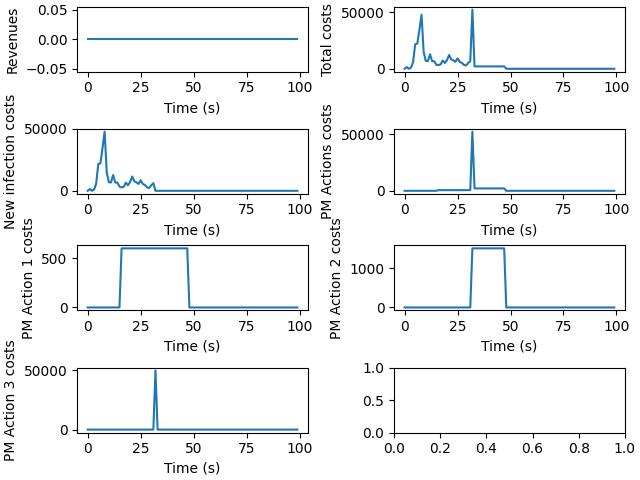 Revenues
0.05
0.00
−0.05
0 25 50 75 100
Time (s)
Total costs
50000
0
0 25 50 75 100
Time (s)
New infection costs
50000
0
0 25 50 75 100
Time (s)
PM Actions costs
50000
0
0 25 50 75 100
Time (s)
PM Action 1 costs
500
0
0 25 50 75 100
Time (s)
PM Action 2 costs
1000
0
0 25 50 75 100
Time (s)
PM Action 3 costs
50000
0
0 25 50 75 100
Time (s)
1.0
0.5
0.0
0.0 0.2 0.4 0.6 0.8 1.0